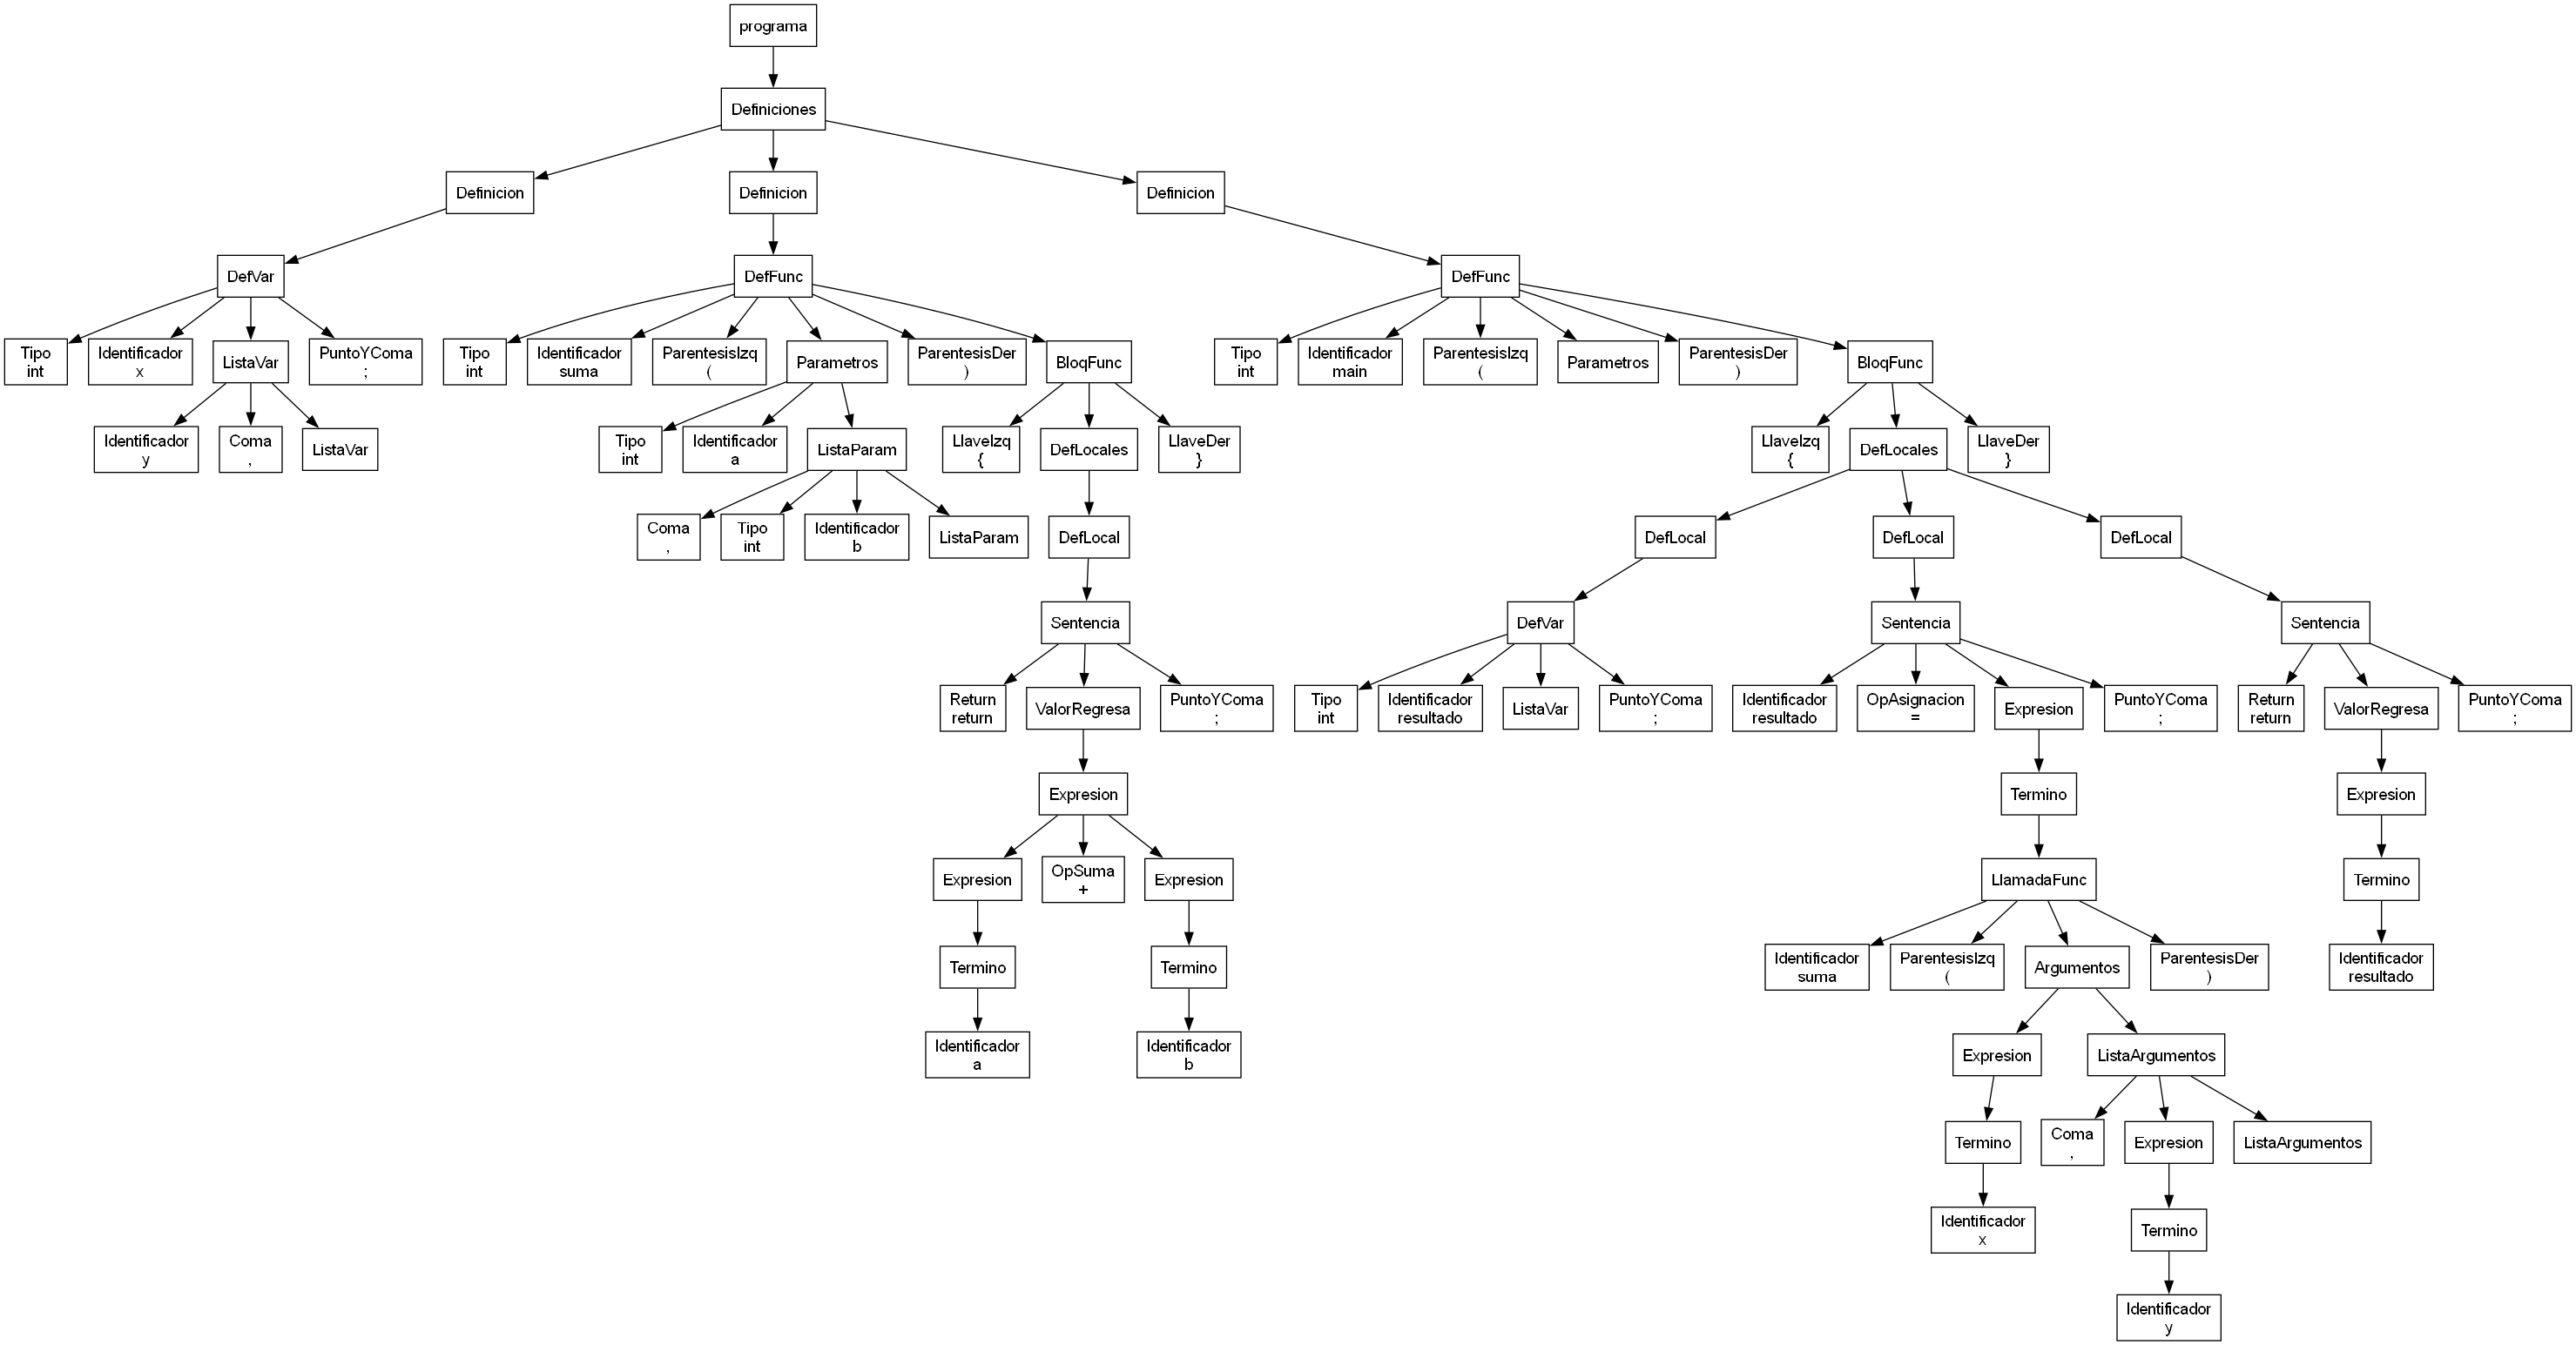 programa
Definiciones
Definicion
Definicion
Definicion
DefVar
DefFunc
DefFunc
Tipo
int
Identificador
x
ListaVar
PuntoYComa
;
Tipo
int
Identificador
suma
ParentesisIzq
(
Parametros
ParentesisDer
)
BloqFunc
Tipo
int
Identificador
main
ParentesisIzq
(
Parametros
ParentesisDer
)
BloqFunc
Identificador
y
Coma
,
ListaVar
Tipo
int
Identificador
a
ListaParam
LlaveIzq
{
DefLocales
LlaveDer
}
LlaveIzq
{
DefLocales
LlaveDer
}
Coma
,
Tipo
int
Identificador
b
ListaParam
DefLocal
DefLocal
DefLocal
DefLocal
Sentencia
DefVar
Sentencia
Sentencia
Return
return
ValorRegresa
PuntoYComa
;
Tipo
int
Identificador
resultado
ListaVar
PuntoYComa
;
Identificador
resultado
OpAsignacion
=
Expresion
PuntoYComa
;
Return
return
ValorRegresa
PuntoYComa
;
Expresion
Termino
Expresion
Expresion
OpSuma
+
Expresion
LlamadaFunc
Termino
Termino
Termino
Identificador
suma
ParentesisIzq
(
Argumentos
ParentesisDer
)
Identificador
resultado
Identificador
a
Identificador
b
Expresion
ListaArgumentos
Termino
Coma
,
Expresion
ListaArgumentos
Identificador
x
Termino
Identificador
y